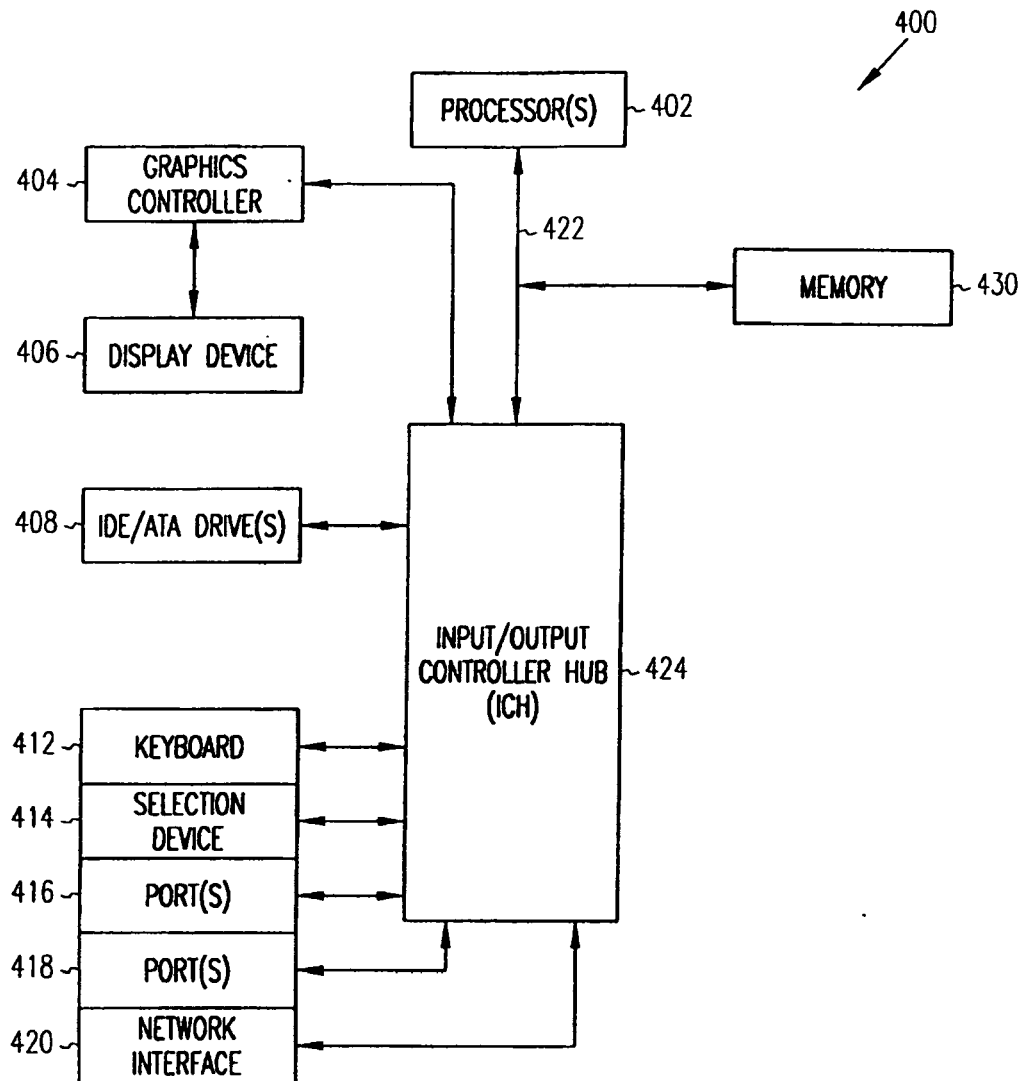 400
PROCESSOR(S)
402
404
GRAPHICS
CONTROLLER
422
MEMORY
430
406
DISPLAY DEVICE
408
IDE/ATA DRIVE(S)
INPUT/OUTPUT
CONTROLLER HUB
(ICH)
424
412
KEYBOARD
414
SELECTION
DEVICE
416
PORT(S)
418
PORT(S)
420
NETWORK
INTERFACE